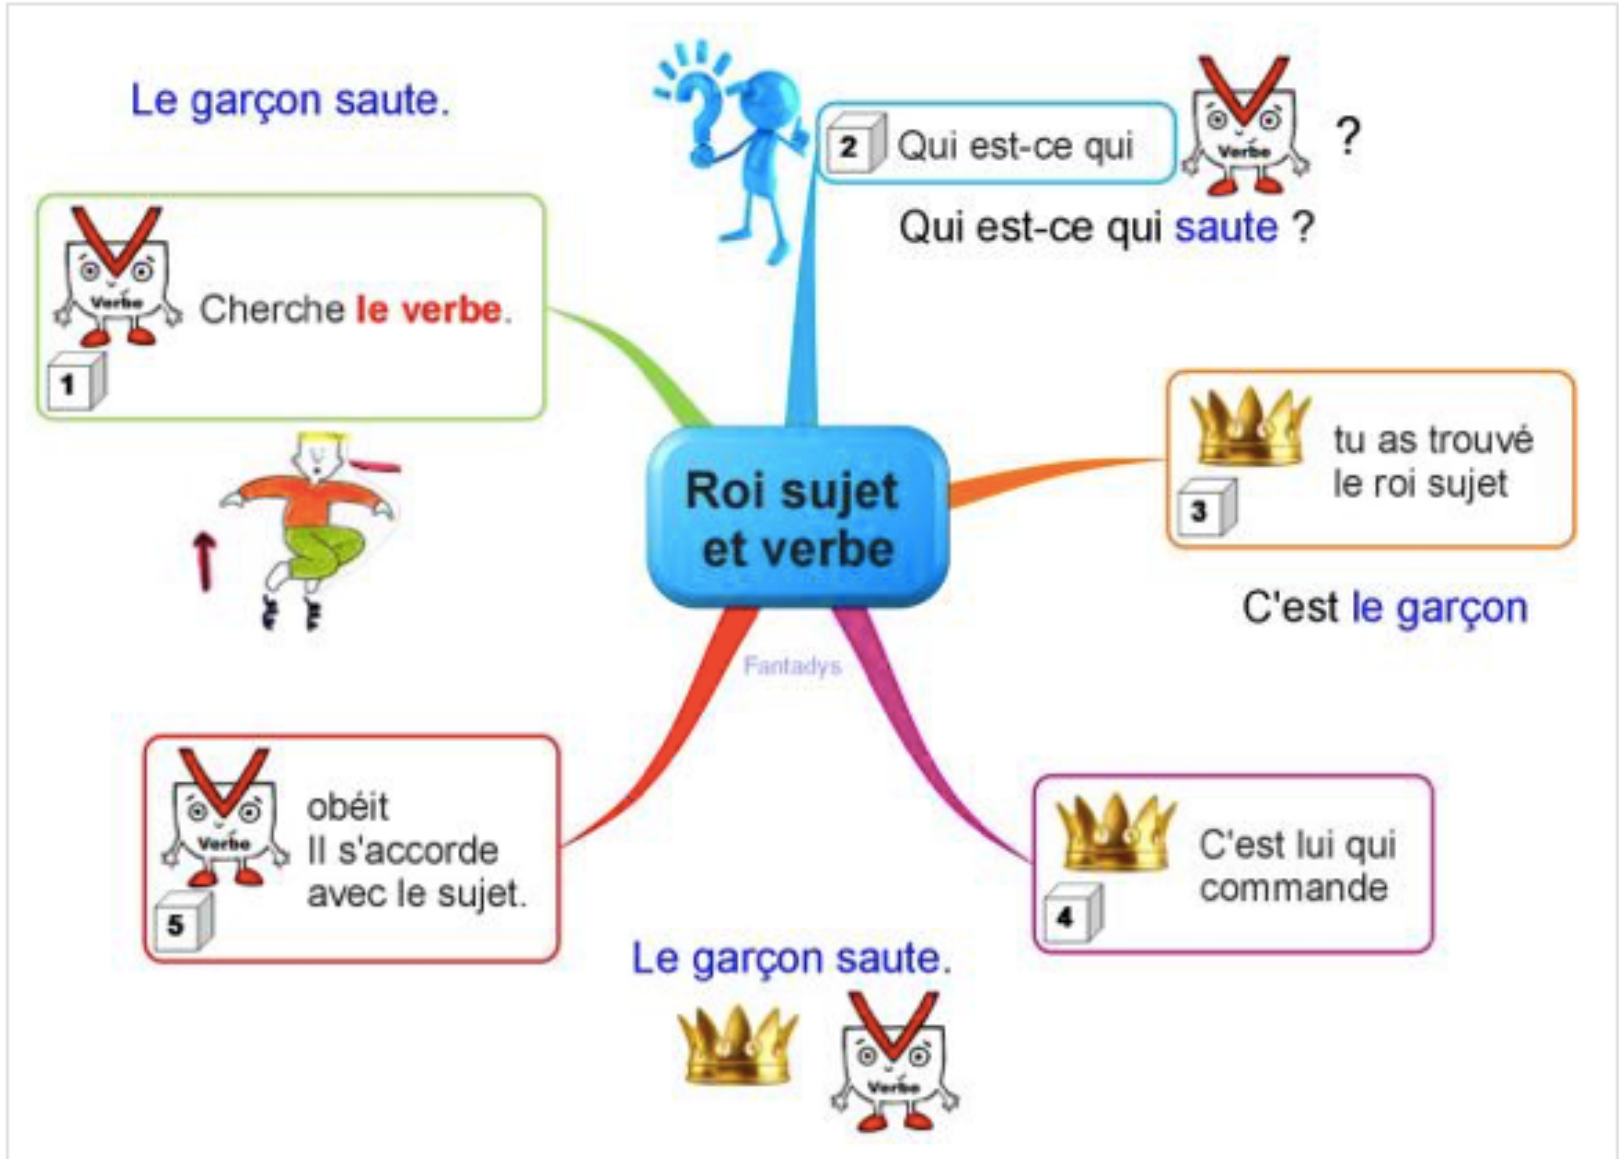 Le garçon saute.
Verbe
Cherche le verbe.
1
2 Qui est-ce qui
Verbe
?
Qui est-ce qui saute ?
Roi sujet
et verbe
tu as trouvé
le roi sujet
3
C'est le garçon
Fantadys
C'est lui qui
commande
4
Verbe
obéit
Il s'accorde
avec le sujet.
5
Le garçon saute.
Verbe